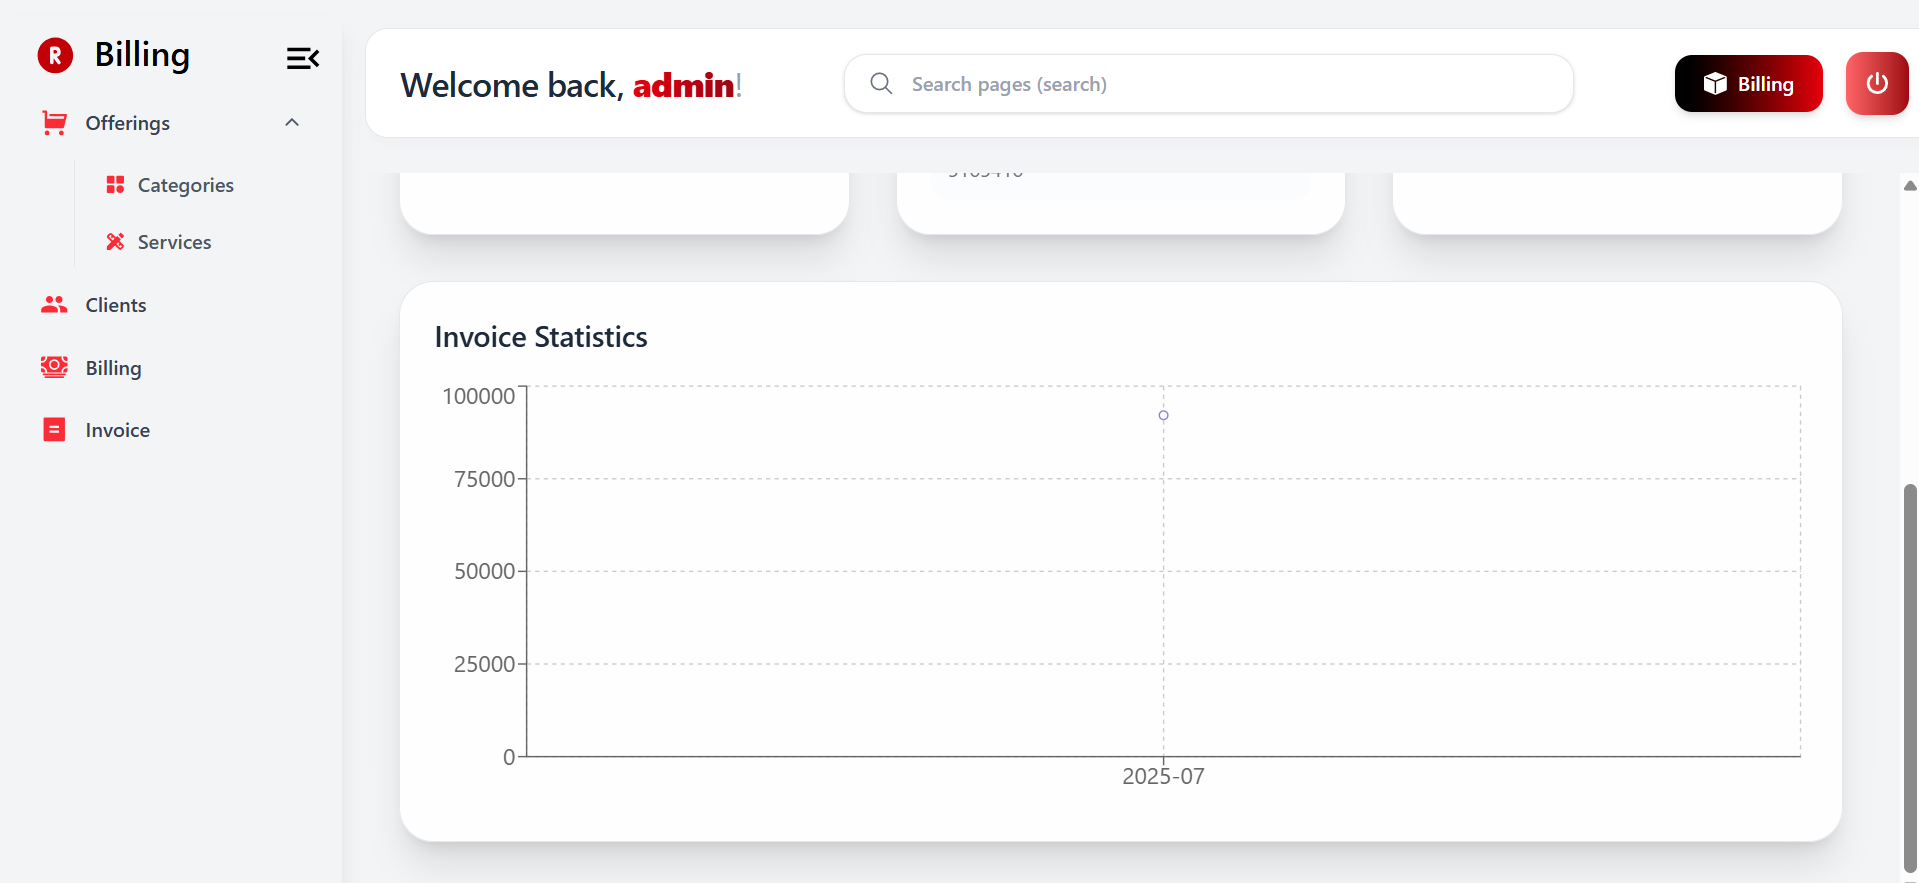 R Billing
Offerings
Categories
Services
Clients
Billing
Invoice
Welcome back, admin!
Search pages (search)
Billing
Invoice Statistics
100000
75000
50000
25000
0
2025-07